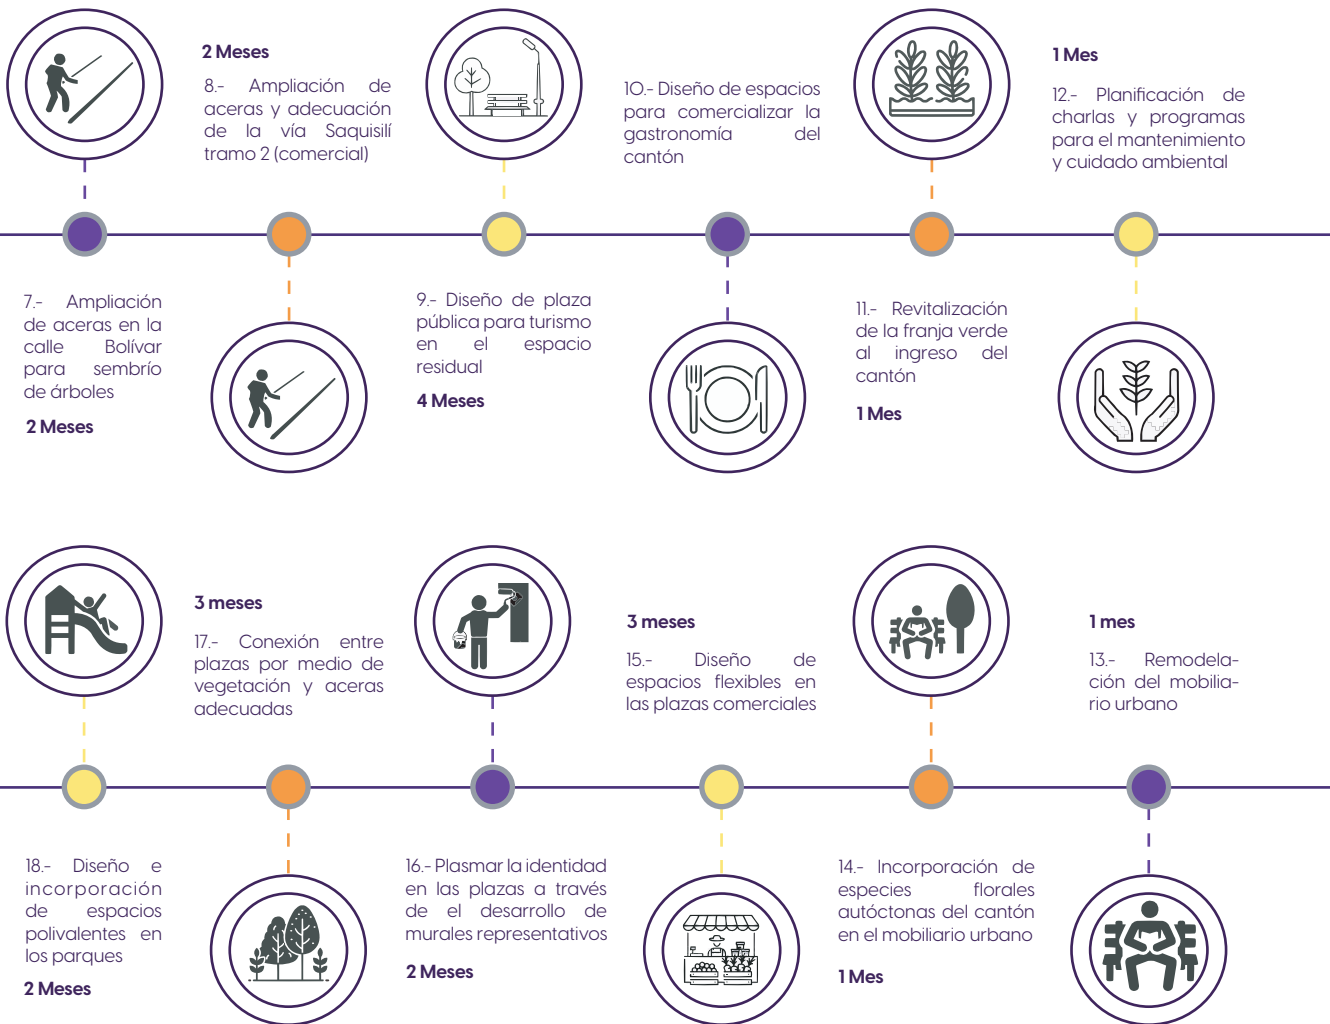 2 Meses
8.- Ampliación de
aceras y adecuación
de la vía Saquisilí
tramo 2 (comercial)
10.- Diseño de espacios
para comercializar la
gastronomía del
cantón
1 Mes
12.- Planificación de
charlas y programas
para el mantenimiento
y cuidado ambiental
7.- Ampliación
de aceras en la
calle Bolívar
para sembrío
de árboles
2 Meses
9.- Diseño de plaza
pública para turismo
en el espacio
residual
4 Meses
11.- Revitalización
de la franja verde
al ingreso del
cantón
1 Mes
3 meses
17.- Conexión entre
plazas por medio de
vegetación y aceras
adecuadas
3 meses
15.- Diseño de
espacios flexibles en
las plazas comerciales
1 mes
13.- Remodela-
ción del mobilia-
rio urbano
18.- Diseño e
incorporación
de espacios
polivalentes en
los parques
2 Meses
16.- Plasmar la identidad
en las plazas a través
de el desarrollo de
murales representativos
2 Meses
14.- Incorporación de
especies florales
autóctonas del cantón
en el mobiliario urbano
1 Mes